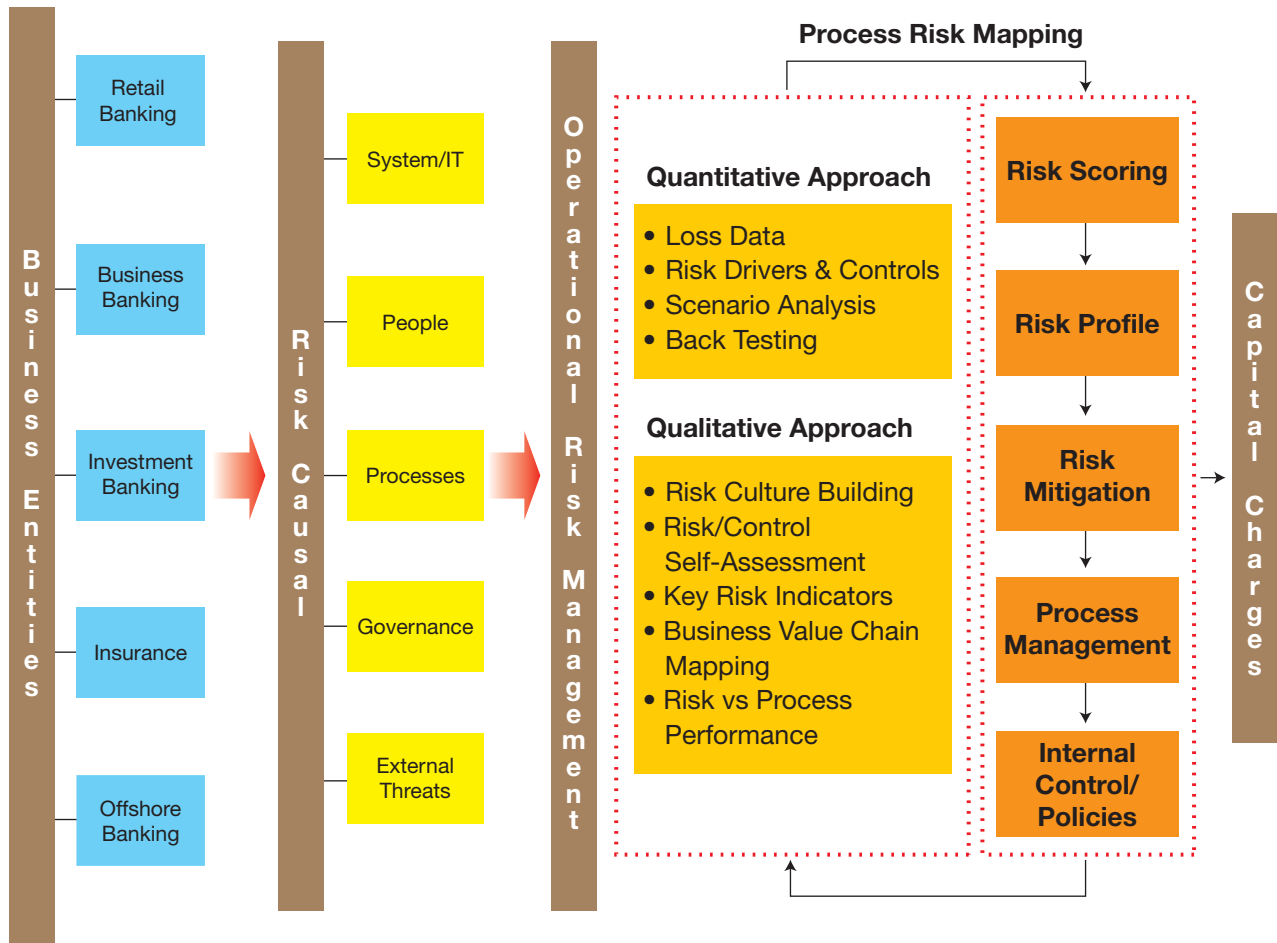 Business Entities
Retail
Banking
Business
Banking
Investment
Banking
Insurance
Offshore
Banking
Risk Causal
System/IT
People
Processes
Governance
External
Threats
Operational Risk Management
Process Risk Mapping
Quantitative Approach
• Loss Data
• Risk Drivers & Controls
• Scenario Analysis
• Back Testing
Qualitative Approach
• Risk Culture Building
• Risk/Control
Self-Assessment
• Key Risk Indicators
• Business Value Chain
Mapping
• Risk vs Process
Performance
Risk Scoring
Risk Profile
Risk
Mitigation
Process
Management
Internal
Control/
Policies
Capital Charges